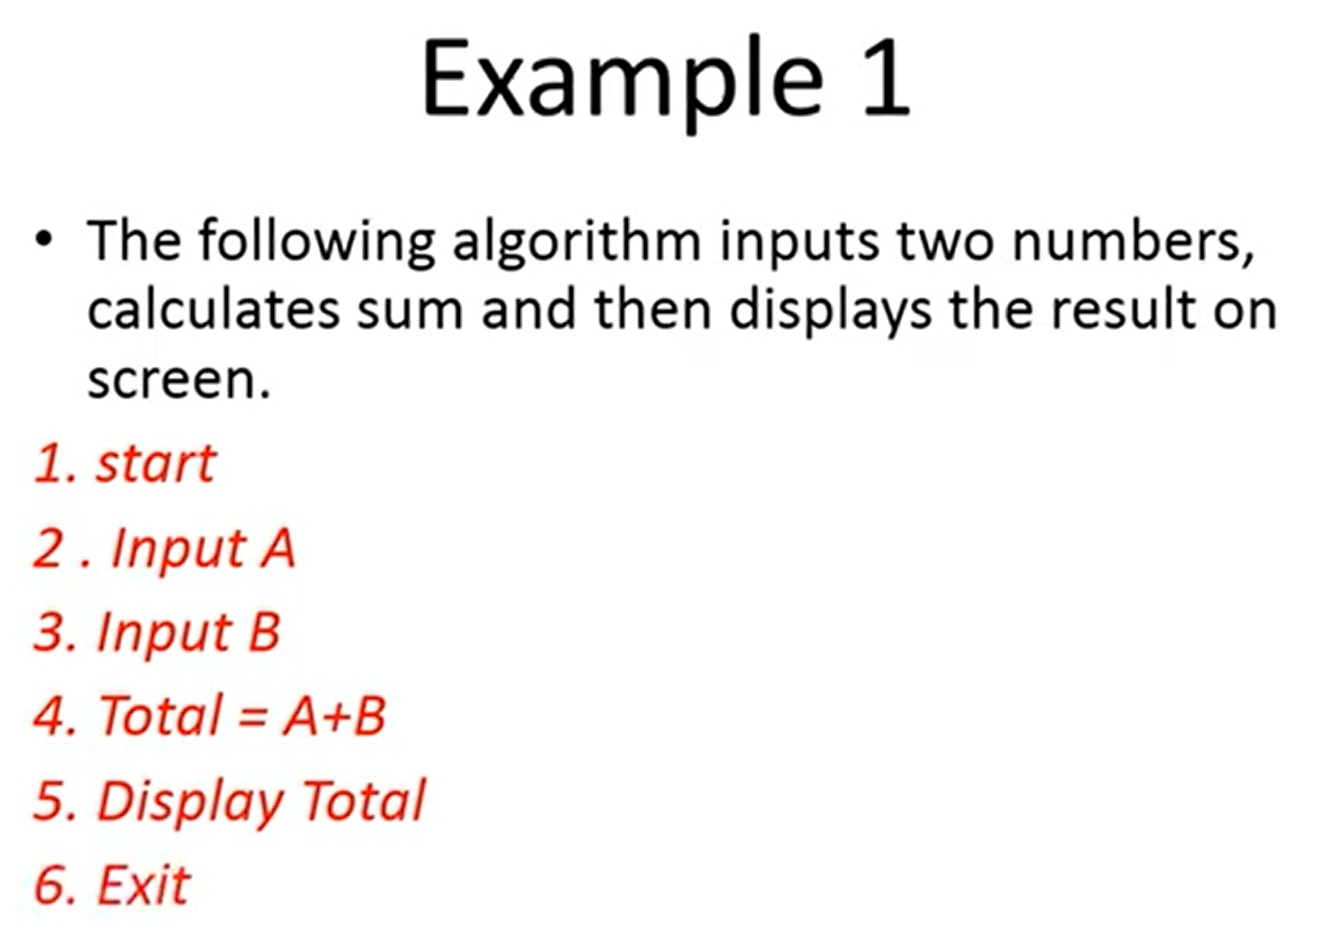 Example 1
• The following algorithm inputs two numbers,
calculates sum and then displays the result on
screen.
1. start
2 . Input A
3. Input B
4. Total = A+B
5. Display Total
6. Exit